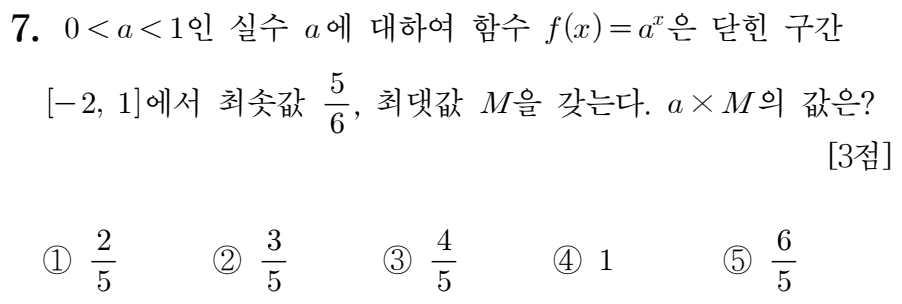 7. 0 < a < 1인 실수 a에 대하여 함수 f(x) = a^x은 닫힌 구간
[-2, 1]에서 최솟값 5/6, 최댓값 M을 갖는다. a × M의 값은?
[3점]
① 2/5 ② 3/5 ③ 4/5 ④ 1 ⑤ 6/5